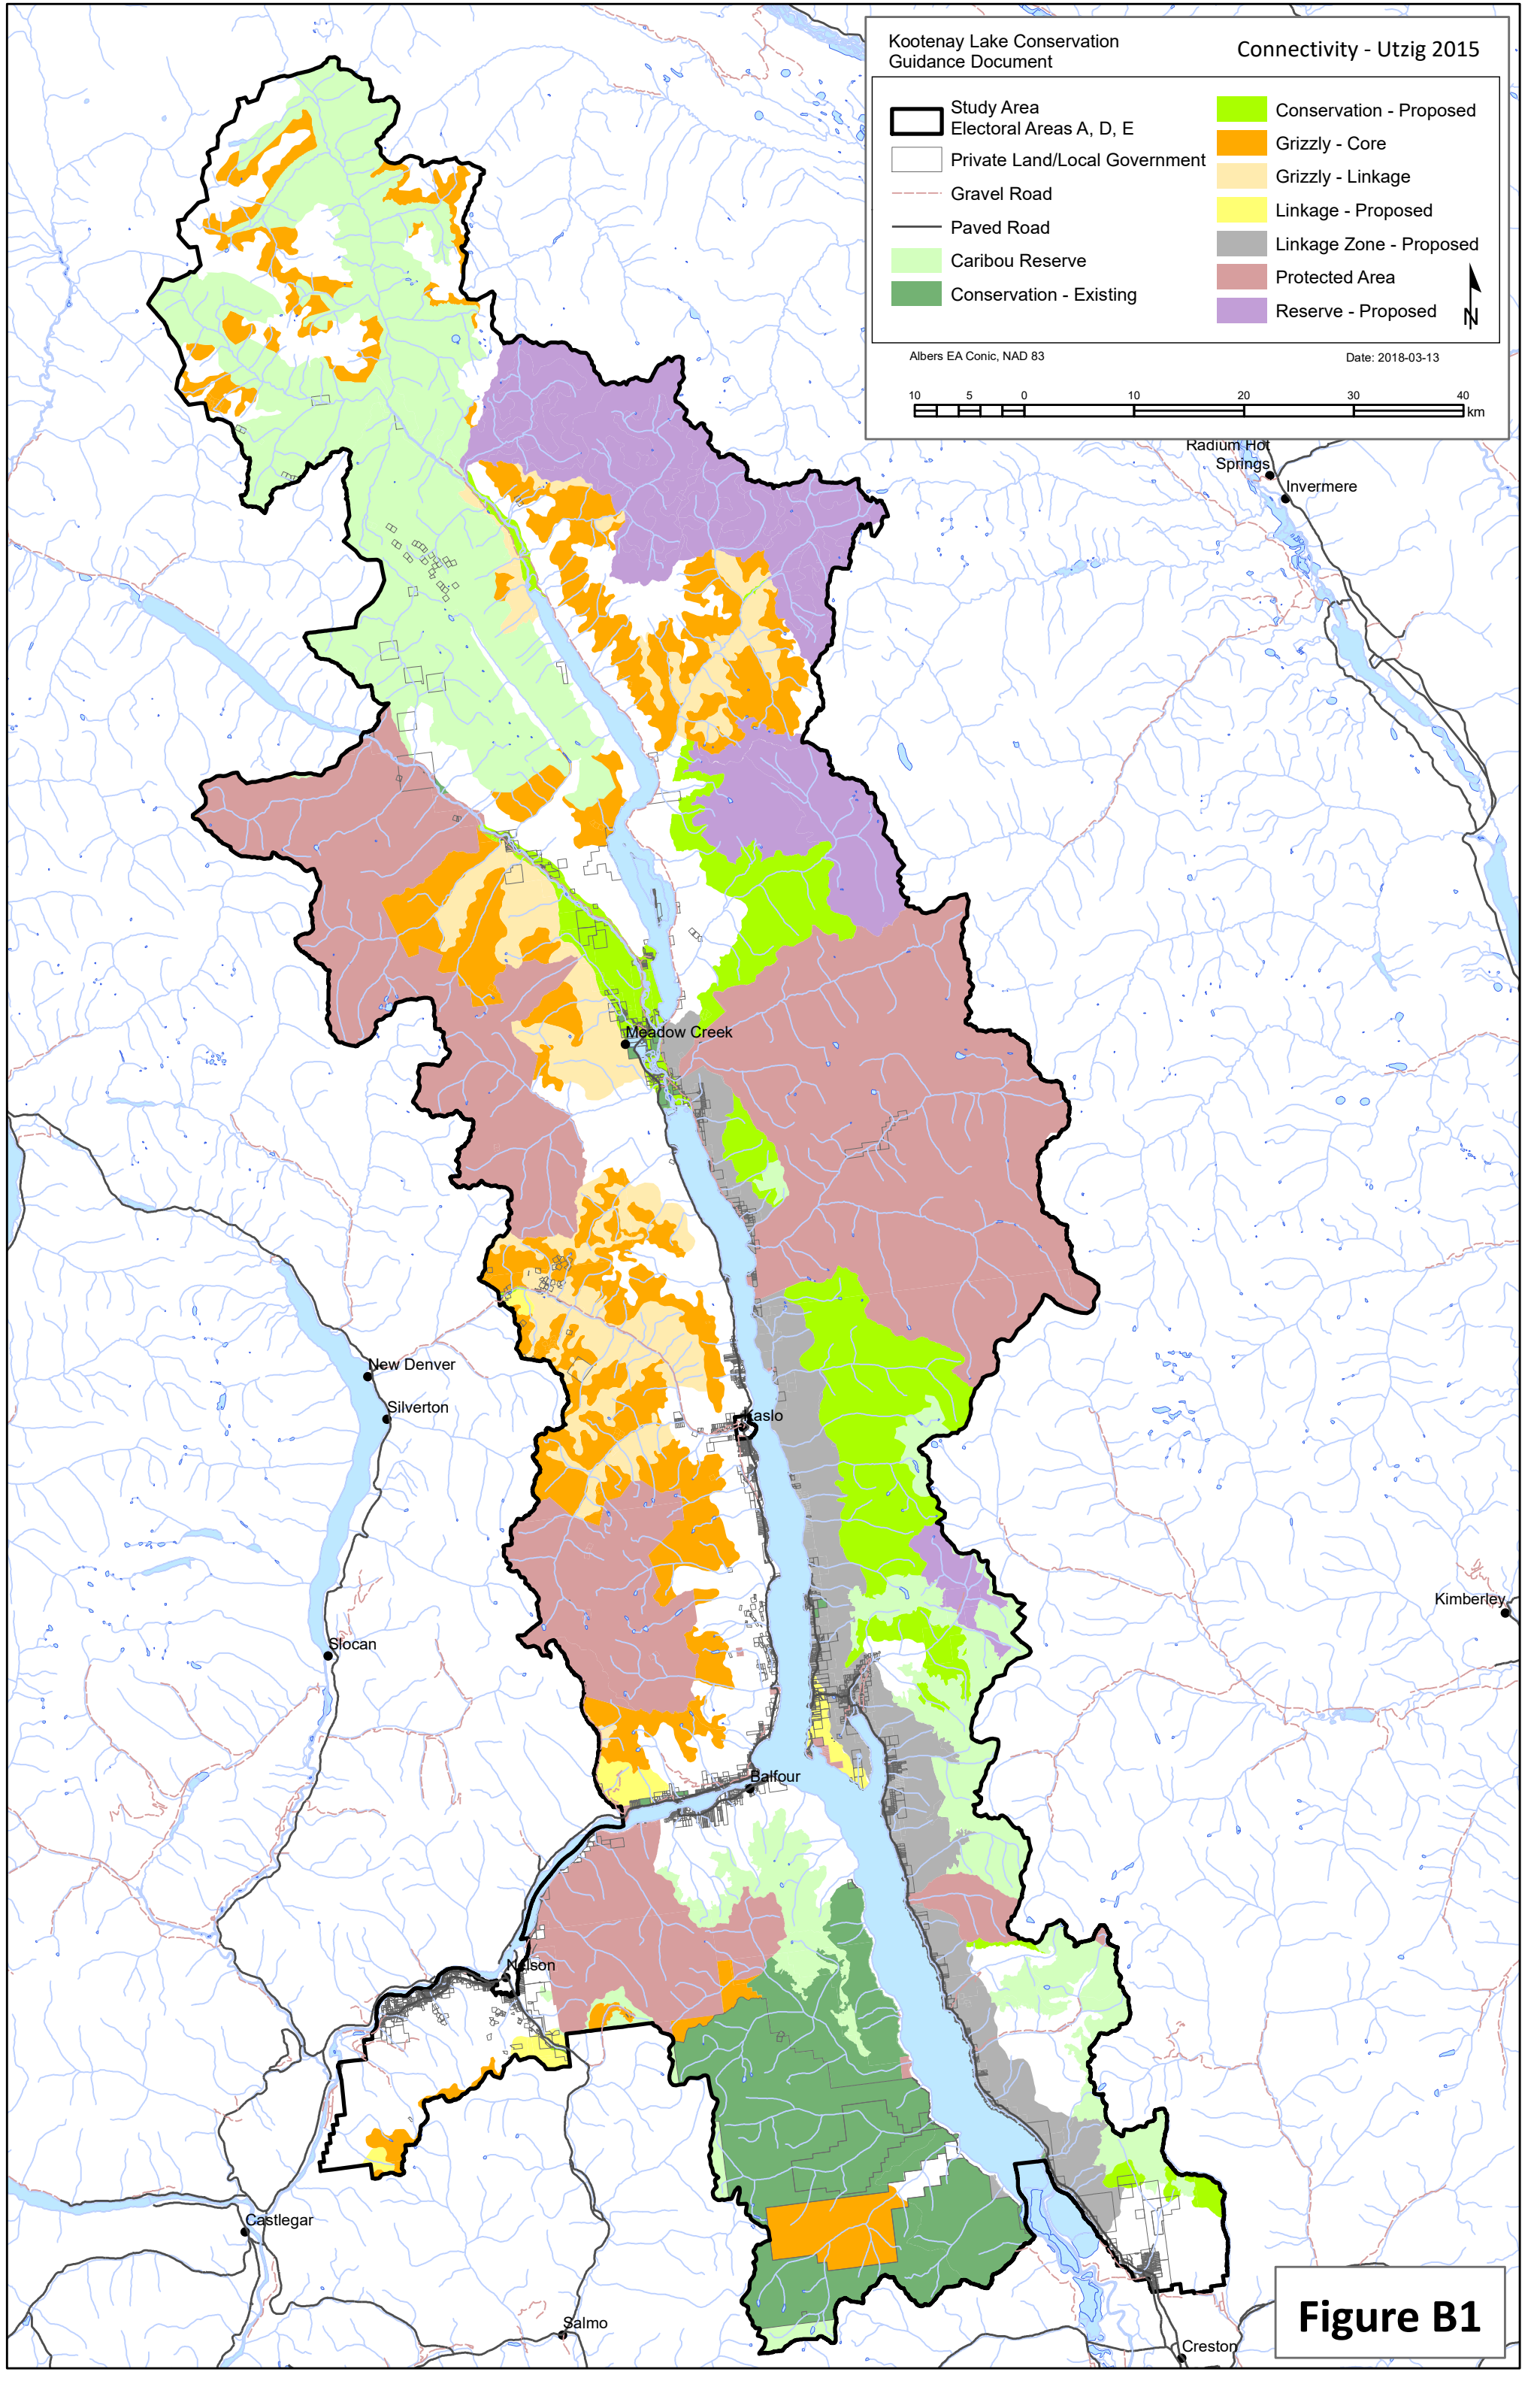 Kootenay Lake Conservation
Guidance Document
Connectivity - Utzig 2015
Study Area
Electoral Areas A, D, E
Private Land/Local Government
Gravel Road
Paved Road
Caribou Reserve
Conservation - Existing
Conservation - Proposed
Grizzly - Core
Grizzly - Linkage
Linkage - Proposed
Linkage Zone - Proposed
Protected Area
Reserve - Proposed
N
Albers EA Conic, NAD 83
Date: 2018-03-13
10 5 0 10 20 30 40
km
Radium Hot
Springs
Invermere
Meadow Creek
New Denver
Silverton
Kaslo
Kimberley
Slocan
Balfour
Nelson
Castlegar
Salmo
Creston
Figure B1